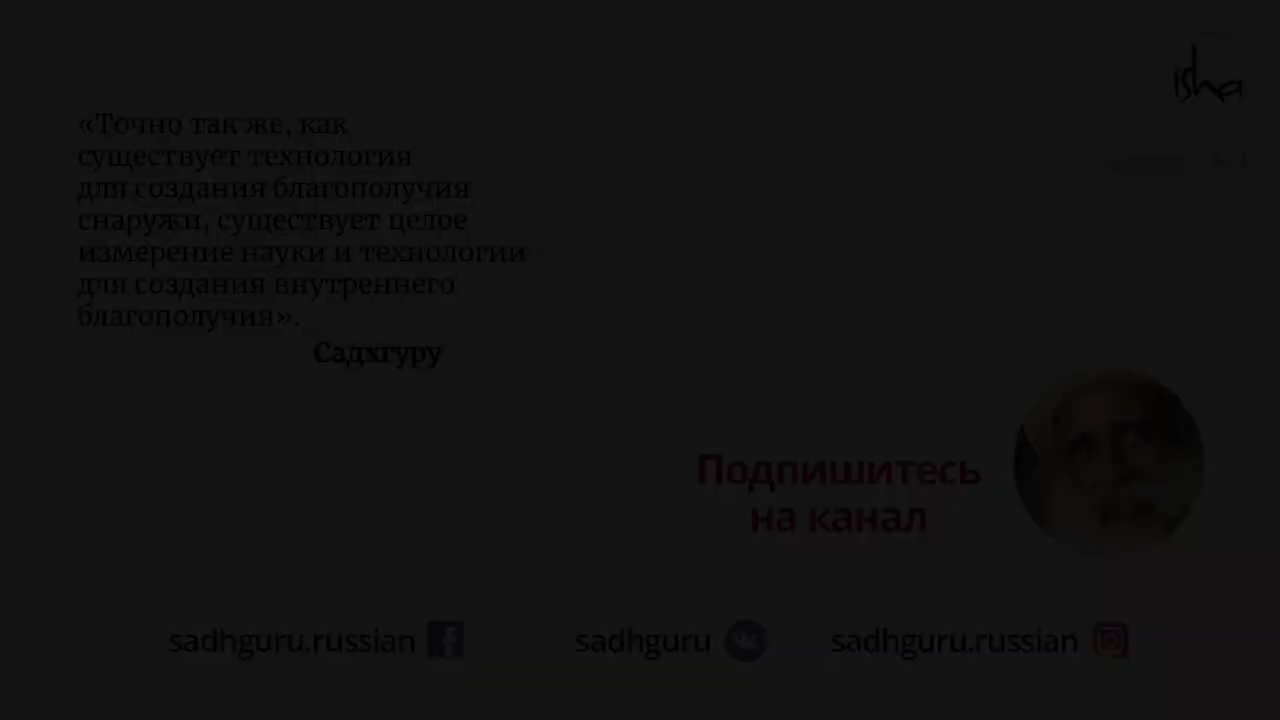 isha
«Точно так же, как
существует технология
для создания благополучия
снаружи, существует целое
измерение науки и технологии
для создания внутреннего
благополучия».
Садхгуру
Подпишитесь
на канал
sadhguru.russian
sadhguru
sadhguru.russian